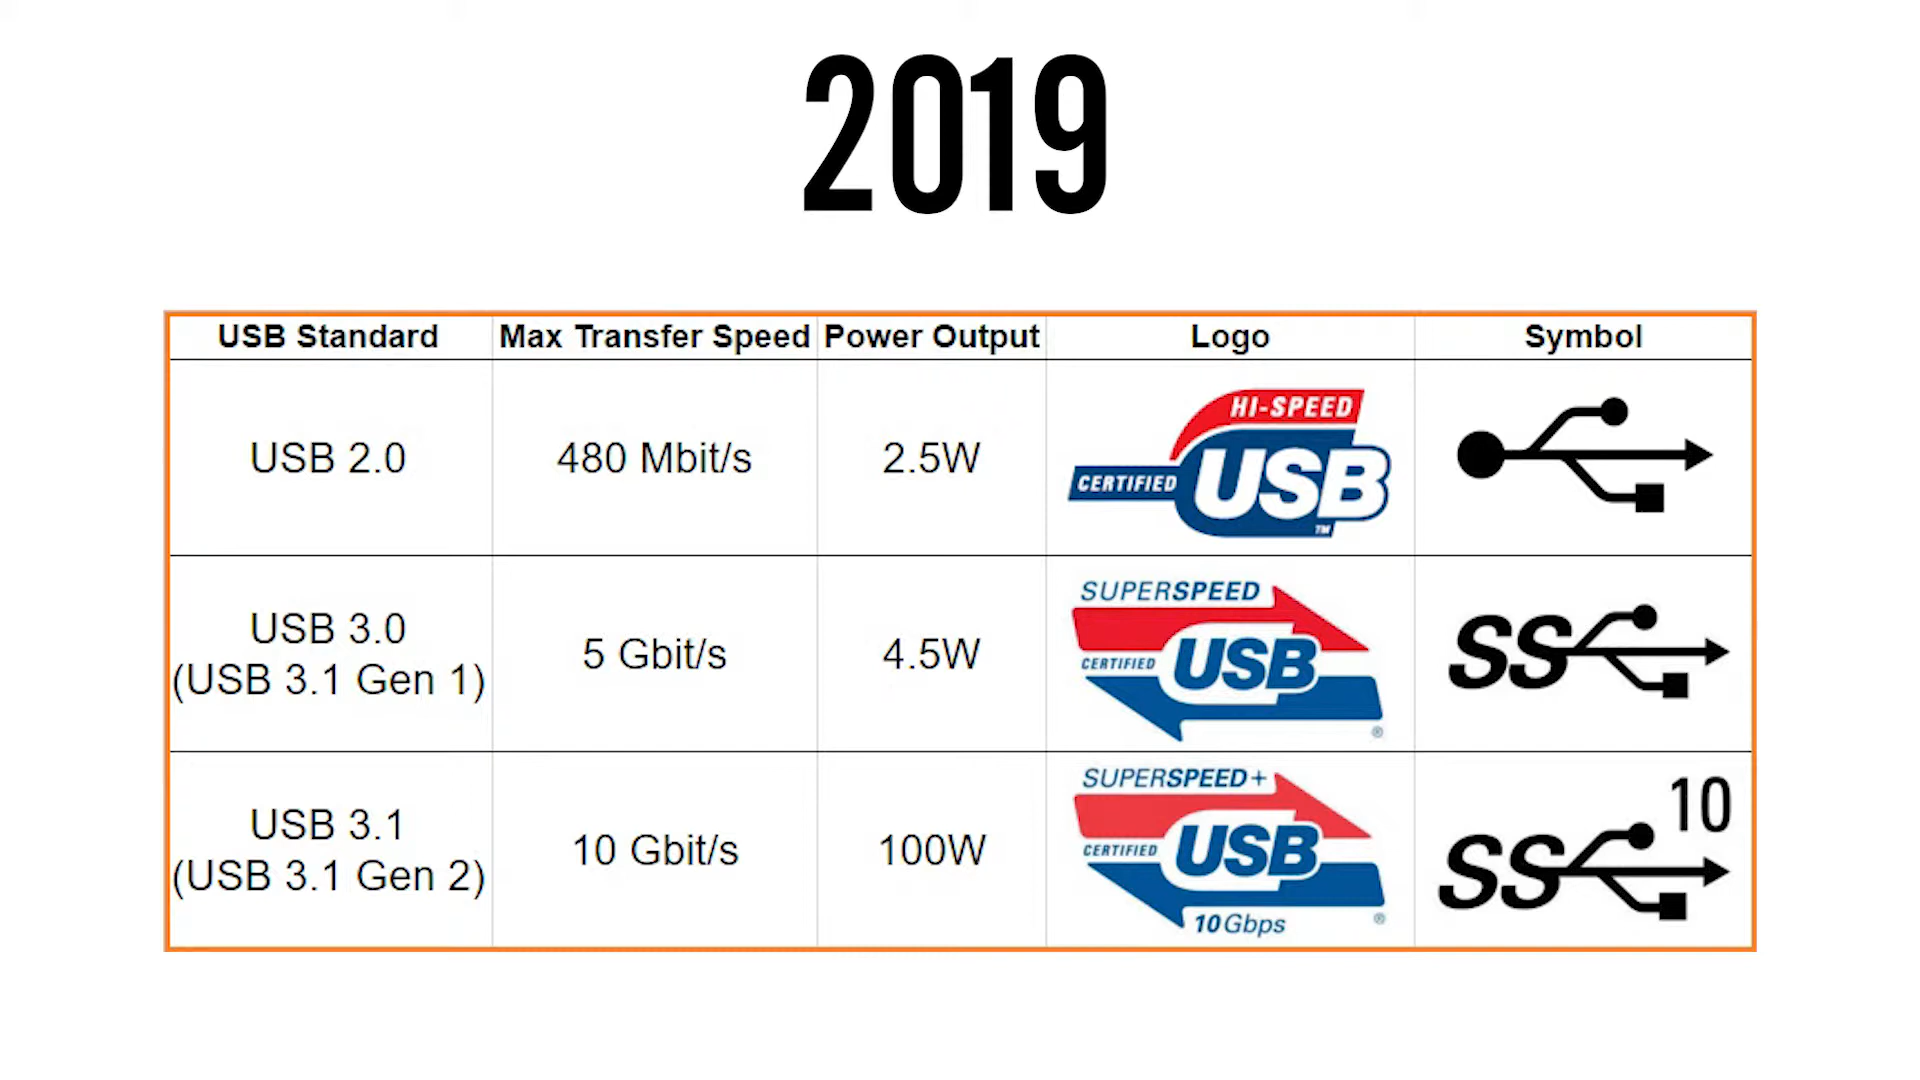 2019
USB Standard Max Transfer Speed Power Output Logo Symbol
USB 2.0 480 Mbit/s 2.5W
HI-SPEED
CERTIFIED USB
TM
USB 3.0
(USB 3.1 Gen 1)
5 Gbit/s 4.5W
SUPERSPEED
CERTIFIED USB
®
SS
USB 3.1
(USB 3.1 Gen 2)
10 Gbit/s 100W
SUPERSPEED+
CERTIFIED USB
10Gbps ®
10
SS